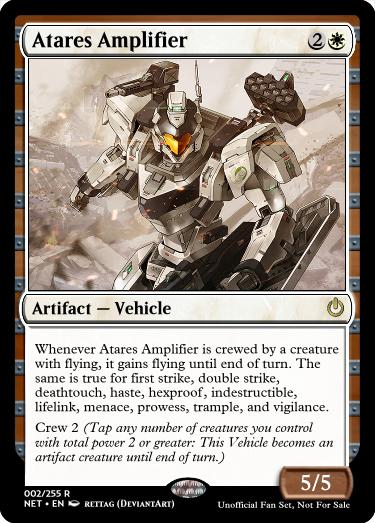 Atares Amplifier 2
Artifact — Vehicle
Whenever Atares Amplifier is crewed by a creature
with flying, it gains flying until end of turn. The
same is true for first strike, double strike,
deathtouch, haste, hexproof, indestructible,
lifelink, menace, prowess, trample, and vigilance.
Crew 2 (Tap any number of creatures you control
with total power 2 or greater: This Vehicle becomes an
artifact creature until end of turn.)
5/5
002/255 R
NET • EN RETTAG (DEVIANTART)
Unofficial Fan Set, Not For Sale